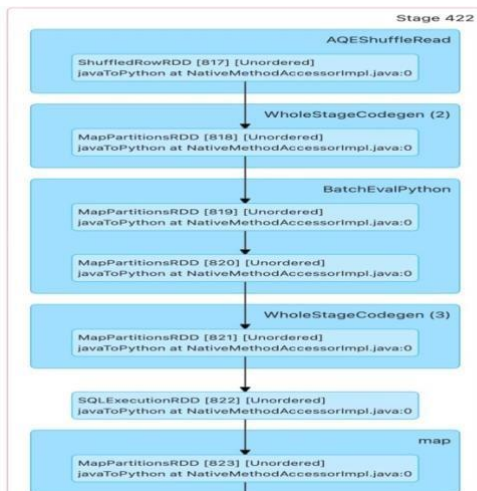 Stage 422
AQEShuffleRead
ShuffledRowRDD [817] [Unordered]
javaToPython at NativeMethodAccessorImpl.java:0
WholeStageCodegen (2)
MapPartitionsRDD [818] [Unordered]
javaToPython at NativeMethodAccessorImpl.java:0
BatchEvalPython
MapPartitionsRDD [819] [Unordered]
javaToPython at NativeMethodAccessorImpl.java:0
MapPartitionsRDD [820] [Unordered]
javaToPython at NativeMethodAccessorImpl.java:0
WholeStageCodegen (3)
MapPartitionsRDD [821] [Unordered]
javaToPython at NativeMethodAccessorImpl.java:0
SQLExecutionRDD [822] [Unordered]
javaToPython at NativeMethodAccessorImpl.java:0
map
MapPartitionsRDD [823] [Unordered]
javaToPython at NativeMethodAccessorImpl.java:0